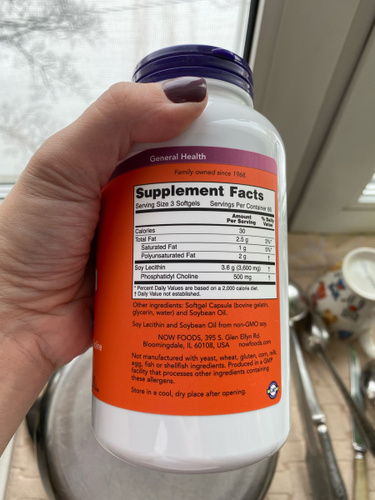 General Health
Family owned since 1968
Supplement Facts
Serving Size 3 Softgels Servings Per Container
Amount Per Serving % Daily Value
Calories 30
Total Fat 2.5 g 3%*
Saturated Fat 1 g 5%*
Polyunsaturated Fat 2 g †
Soy Lecithin 3.6 g (3,600 mg) †
Phosphatidyl Choline 500 mg †
* Percent Daily Values are based on a 2,000 calorie diet.
† Daily Value not established.
Other ingredients: Softgel Capsule (bovine gelatin,
glycerin, water) and Soybean Oil.
Soy Lecithin and Soybean Oil from non-GMO soy.
NOW FOODS, 395 S. Glen Ellyn Rd.
Bloomingdale, IL 60108, USA nowfoods.com
Not manufactured with yeast, wheat, gluten, corn, milk,
egg, fish or shellfish ingredients. Produced in a GMP
facility that processes other ingredients containing
these allergens.
Store in a cool, dry place after opening.